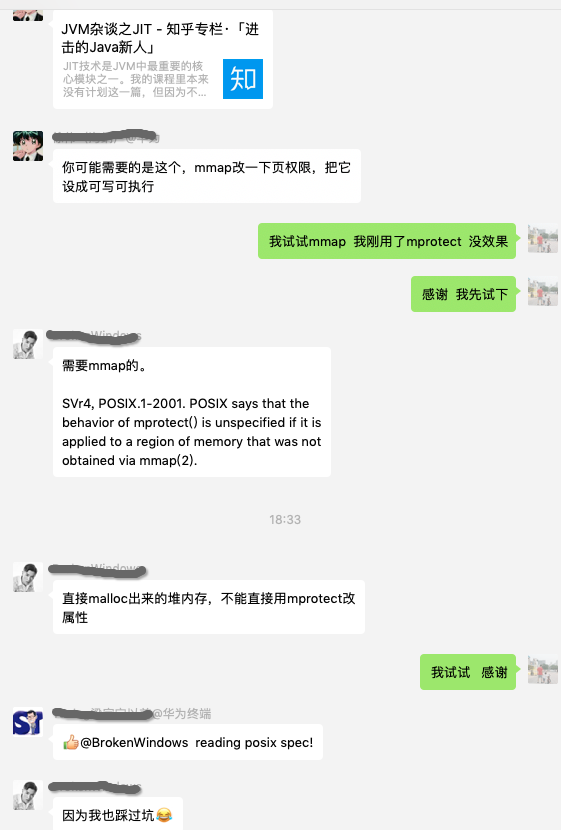 JVM杂谈之JIT - 知乎专栏·「进
击的Java新人」
JIT技术是JVM中最重要的核
心模块之一。我的课程里本来
没有计划这一篇，但因为不...
知
你可能需要的是这个，mmap改一下页权限，把它
设成可写可执行
我试试mmap 我刚用了mprotect 没效果
感谢 我先试下
Windows
需要mmap的。
SVr4, POSIX.1-2001. POSIX says that the
behavior of mprotect() is unspecified if it is
applied to a region of memory that was not
obtained via mmap(2).
18:33
Windows
直接malloc出来的堆内存，不能直接用mprotect改
属性
我试试 感谢
@华为终端
👍@BrokenWindows reading posix spec!
因为我也踩过坑😂